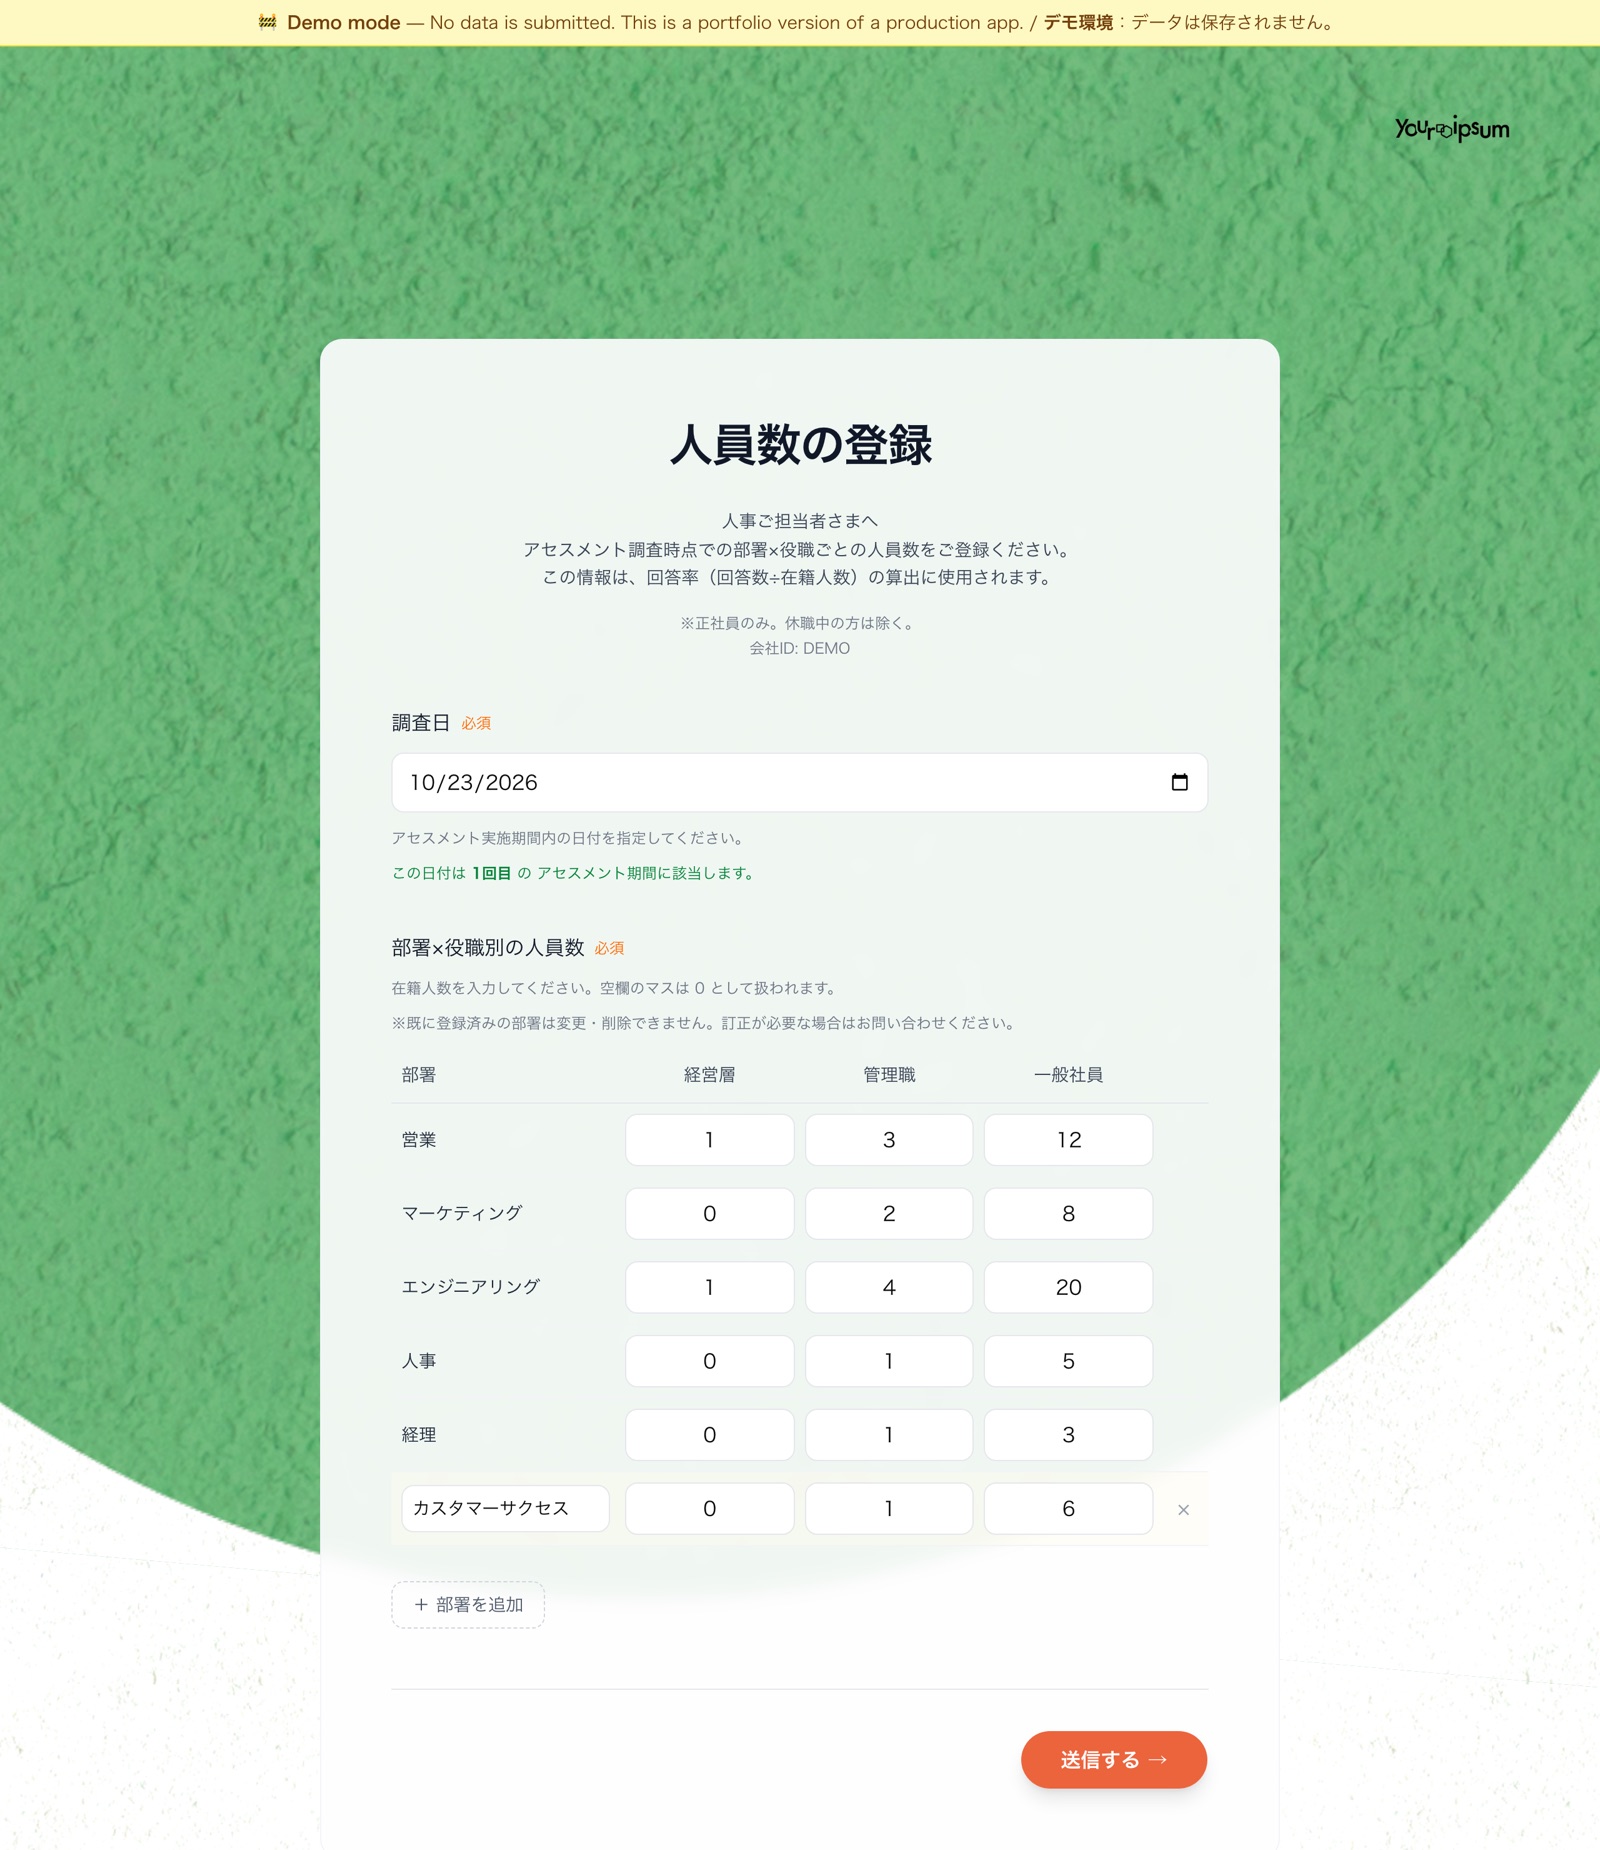 🚧 Demo mode — No data is submitted. This is a portfolio version of a production app. / デモ環境：データは保存されません。
Your ipsum
人員数の登録
人事ご担当者さまへ
アセスメント調査時点での部署×役職ごとの人員数をご登録ください。
この情報は、回答率（回答数÷在籍人数）の算出に使用されます。
※正社員のみ。休職中の方は除く。
会社ID: DEMO
調査日 必須
10/23/2026
アセスメント実施期間内の日付を指定してください。
この日付は 1回目 の アセスメント期間に該当します。
部署×役職別の人員数 必須
在籍人数を入力してください。空欄のマスは 0 として扱われます。
※既に登録済みの部署は変更・削除できません。訂正が必要な場合はお問い合わせください。
部署 経営層 管理職 一般社員
営業 1 3 12
マーケティング 0 2 8
エンジニアリング 1 4 20
人事 0 1 5
経理 0 1 3
カスタマーサクセス 0 1 6 ×
＋ 部署を追加
送信する →